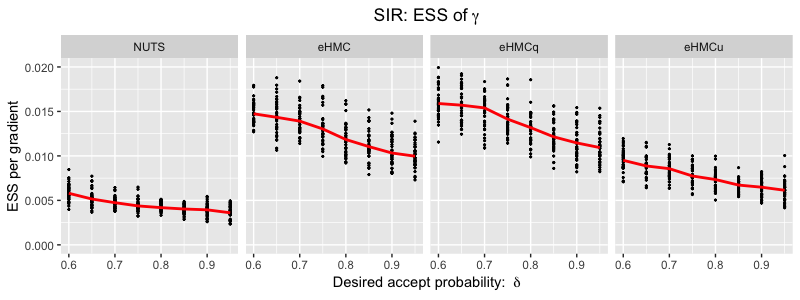 SIR: ESS of γ
NUTS eHMC eHMCq eHMCu
ESS per gradient
0.020
0.015
0.010
0.005
0.000
0.6 0.7 0.8 0.9 0.6 0.7 0.8 0.9 0.6 0.7 0.8 0.9 0.6 0.7 0.8 0.9
Desired accept probability: δ